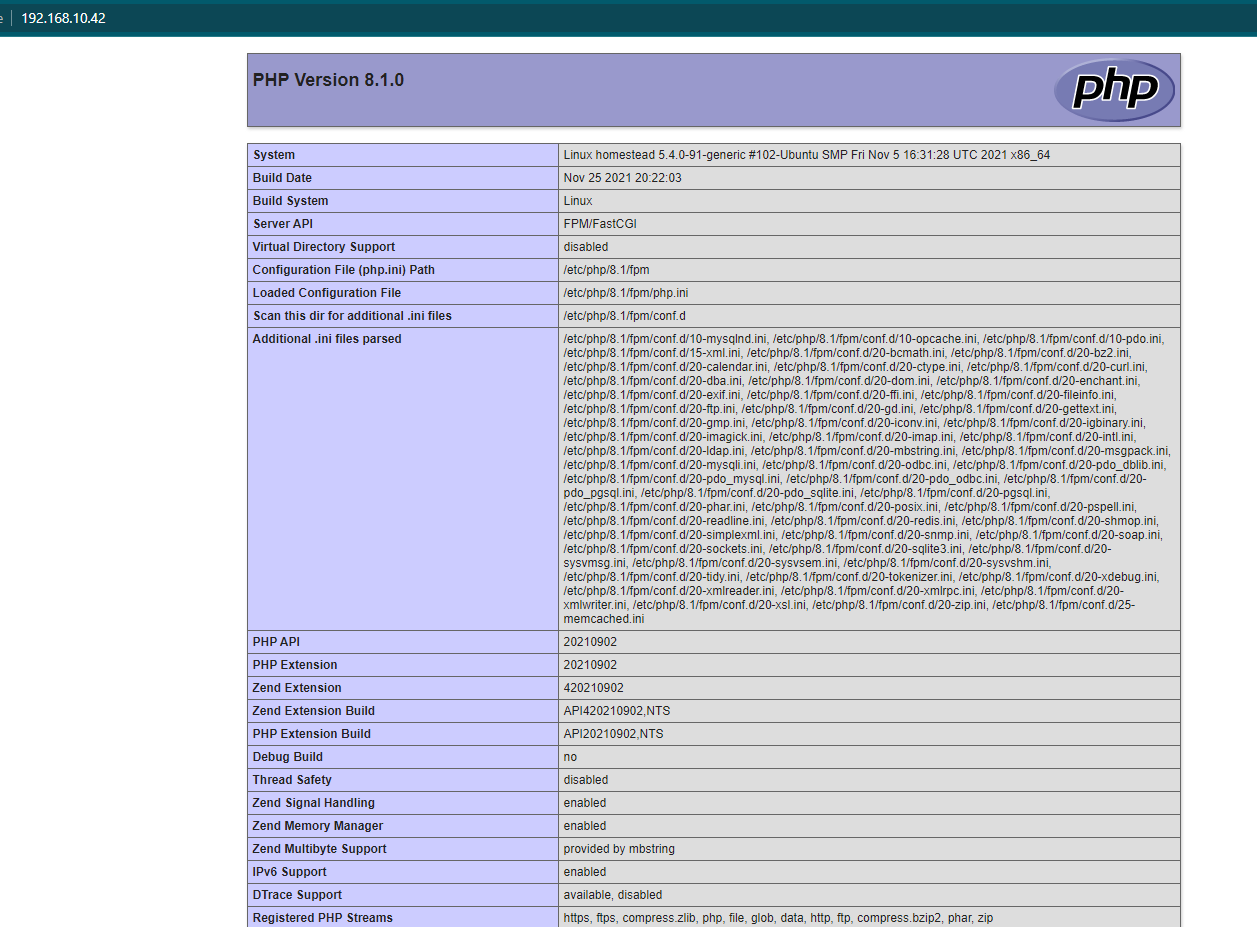 192.168.10.42
PHP Version 8.1.0
php
System Linux homestead 5.4.0-91-generic #102-Ubuntu SMP Fri Nov 5 16:31:28 UTC 2021 x86_64
Build Date Nov 25 2021 20:22:03
Build System Linux
Server API FPM/FastCGI
Virtual Directory Support disabled
Configuration File (php.ini) Path /etc/php/8.1/fpm
Loaded Configuration File /etc/php/8.1/fpm/php.ini
Scan this dir for additional .ini files /etc/php/8.1/fpm/conf.d
Additional .ini files parsed /etc/php/8.1/fpm/conf.d/10-mysqlnd.ini, /etc/php/8.1/fpm/conf.d/10-opcache.ini, /etc/php/8.1/fpm/conf.d/10-pdo.ini,
/etc/php/8.1/fpm/conf.d/15-xml.ini, /etc/php/8.1/fpm/conf.d/20-bcmath.ini, /etc/php/8.1/fpm/conf.d/20-bz2.ini,
/etc/php/8.1/fpm/conf.d/20-calendar.ini, /etc/php/8.1/fpm/conf.d/20-ctype.ini, /etc/php/8.1/fpm/conf.d/20-curl.ini,
/etc/php/8.1/fpm/conf.d/20-dba.ini, /etc/php/8.1/fpm/conf.d/20-dom.ini, /etc/php/8.1/fpm/conf.d/20-enchant.ini,
/etc/php/8.1/fpm/conf.d/20-exif.ini, /etc/php/8.1/fpm/conf.d/20-ffi.ini, /etc/php/8.1/fpm/conf.d/20-fileinfo.ini,
/etc/php/8.1/fpm/conf.d/20-ftp.ini, /etc/php/8.1/fpm/conf.d/20-gd.ini, /etc/php/8.1/fpm/conf.d/20-gettext.ini,
/etc/php/8.1/fpm/conf.d/20-gmp.ini, /etc/php/8.1/fpm/conf.d/20-iconv.ini, /etc/php/8.1/fpm/conf.d/20-igbinary.ini,
/etc/php/8.1/fpm/conf.d/20-imagick.ini, /etc/php/8.1/fpm/conf.d/20-imap.ini, /etc/php/8.1/fpm/conf.d/20-intl.ini,
/etc/php/8.1/fpm/conf.d/20-ldap.ini, /etc/php/8.1/fpm/conf.d/20-mbstring.ini, /etc/php/8.1/fpm/conf.d/20-msgpack.ini,
/etc/php/8.1/fpm/conf.d/20-mysqli.ini, /etc/php/8.1/fpm/conf.d/20-odbc.ini, /etc/php/8.1/fpm/conf.d/20-pdo_dblib.ini,
/etc/php/8.1/fpm/conf.d/20-pdo_mysql.ini, /etc/php/8.1/fpm/conf.d/20-pdo_odbc.ini, /etc/php/8.1/fpm/conf.d/20-
pdo_pgsql.ini, /etc/php/8.1/fpm/conf.d/20-pdo_sqlite.ini, /etc/php/8.1/fpm/conf.d/20-pgsql.ini,
/etc/php/8.1/fpm/conf.d/20-phar.ini, /etc/php/8.1/fpm/conf.d/20-posix.ini, /etc/php/8.1/fpm/conf.d/20-pspell.ini,
/etc/php/8.1/fpm/conf.d/20-readline.ini, /etc/php/8.1/fpm/conf.d/20-redis.ini, /etc/php/8.1/fpm/conf.d/20-shmop.ini,
/etc/php/8.1/fpm/conf.d/20-simplexml.ini, /etc/php/8.1/fpm/conf.d/20-snmp.ini, /etc/php/8.1/fpm/conf.d/20-soap.ini,
/etc/php/8.1/fpm/conf.d/20-sockets.ini, /etc/php/8.1/fpm/conf.d/20-sqlite3.ini, /etc/php/8.1/fpm/conf.d/20-
sysvmsg.ini, /etc/php/8.1/fpm/conf.d/20-sysvsem.ini, /etc/php/8.1/fpm/conf.d/20-sysvshm.ini,
/etc/php/8.1/fpm/conf.d/20-tidy.ini, /etc/php/8.1/fpm/conf.d/20-tokenizer.ini, /etc/php/8.1/fpm/conf.d/20-xdebug.ini,
/etc/php/8.1/fpm/conf.d/20-xmlreader.ini, /etc/php/8.1/fpm/conf.d/20-xmlrpc.ini, /etc/php/8.1/fpm/conf.d/20-
xmlwriter.ini, /etc/php/8.1/fpm/conf.d/20-xsl.ini, /etc/php/8.1/fpm/conf.d/20-zip.ini, /etc/php/8.1/fpm/conf.d/25-
memcached.ini
PHP API 20210902
PHP Extension 20210902
Zend Extension 420210902
Zend Extension Build API420210902,NTS
PHP Extension Build API20210902,NTS
Debug Build no
Thread Safety disabled
Zend Signal Handling enabled
Zend Memory Manager enabled
Zend Multibyte Support provided by mbstring
IPv6 Support enabled
DTrace Support available, disabled
Registered PHP Streams https, ftps, compress.zlib, php, file, glob, data, http, ftp, compress.bzip2, phar, zip